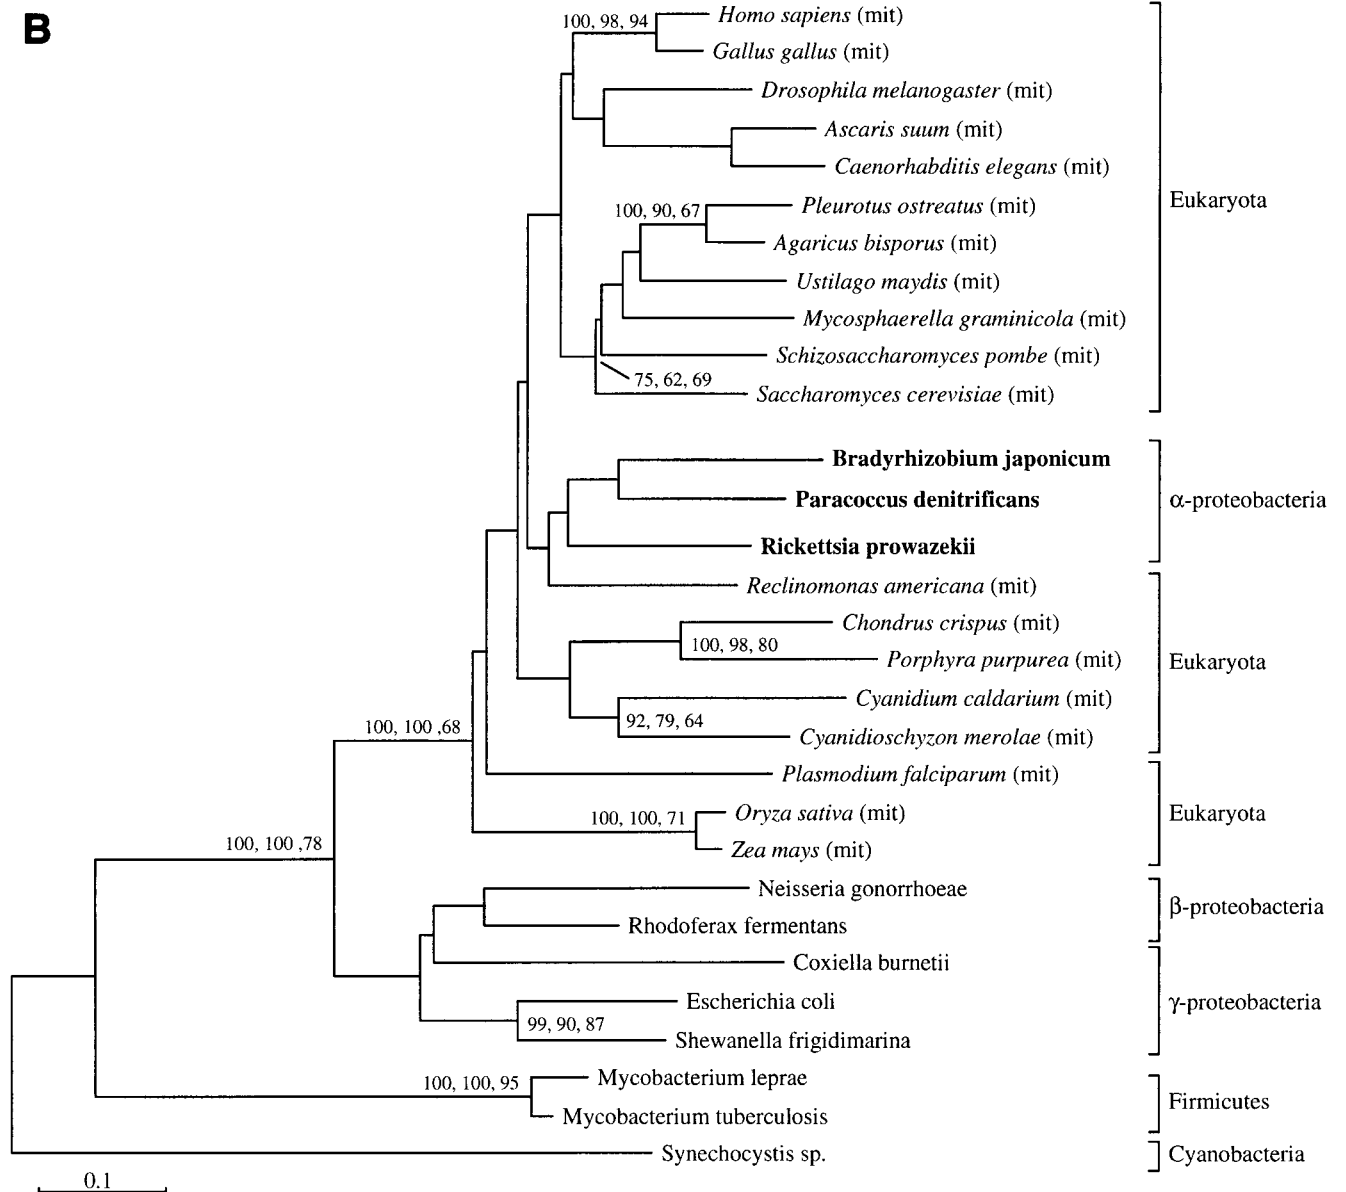 B
100, 98, 94
Homo sapiens (mit)
Gallus gallus (mit)
Drosophila melanogaster (mit)
Ascaris suum (mit)
Caenorhabditis elegans (mit)
Eukaryota
100, 90, 67
Pleurotus ostreatus (mit)
Agaricus bisporus (mit)
Ustilago maydis (mit)
Mycosphaerella graminicola (mit)
Schizosaccharomyces pombe (mit)
75, 62, 69
Saccharomyces cerevisiae (mit)
Bradyrhizobium japonicum
Paracoccus denitrificans
α-proteobacteria
Rickettsia prowazekii
Reclinomonas americana (mit)
Chondrus crispus (mit)
100, 98, 80
Porphyra purpurea (mit)
Eukaryota
Cyanidium caldarium (mit)
92, 79, 64
100, 100 ,68
Cyanidioschyzon merolae (mit)
Plasmodium falciparum (mit)
100, 100, 71
Oryza sativa (mit)
Eukaryota
Zea mays (mit)
100, 100 ,78
Neisseria gonorrhoeae
β-proteobacteria
Rhodoferax fermentans
Coxiella burnetii
Escherichia coli
γ-proteobacteria
99, 90, 87
Shewanella frigidimarina
100, 100, 95
Mycobacterium leprae
Firmicutes
Mycobacterium tuberculosis
Synechocystis sp.
Cyanobacteria
0.1